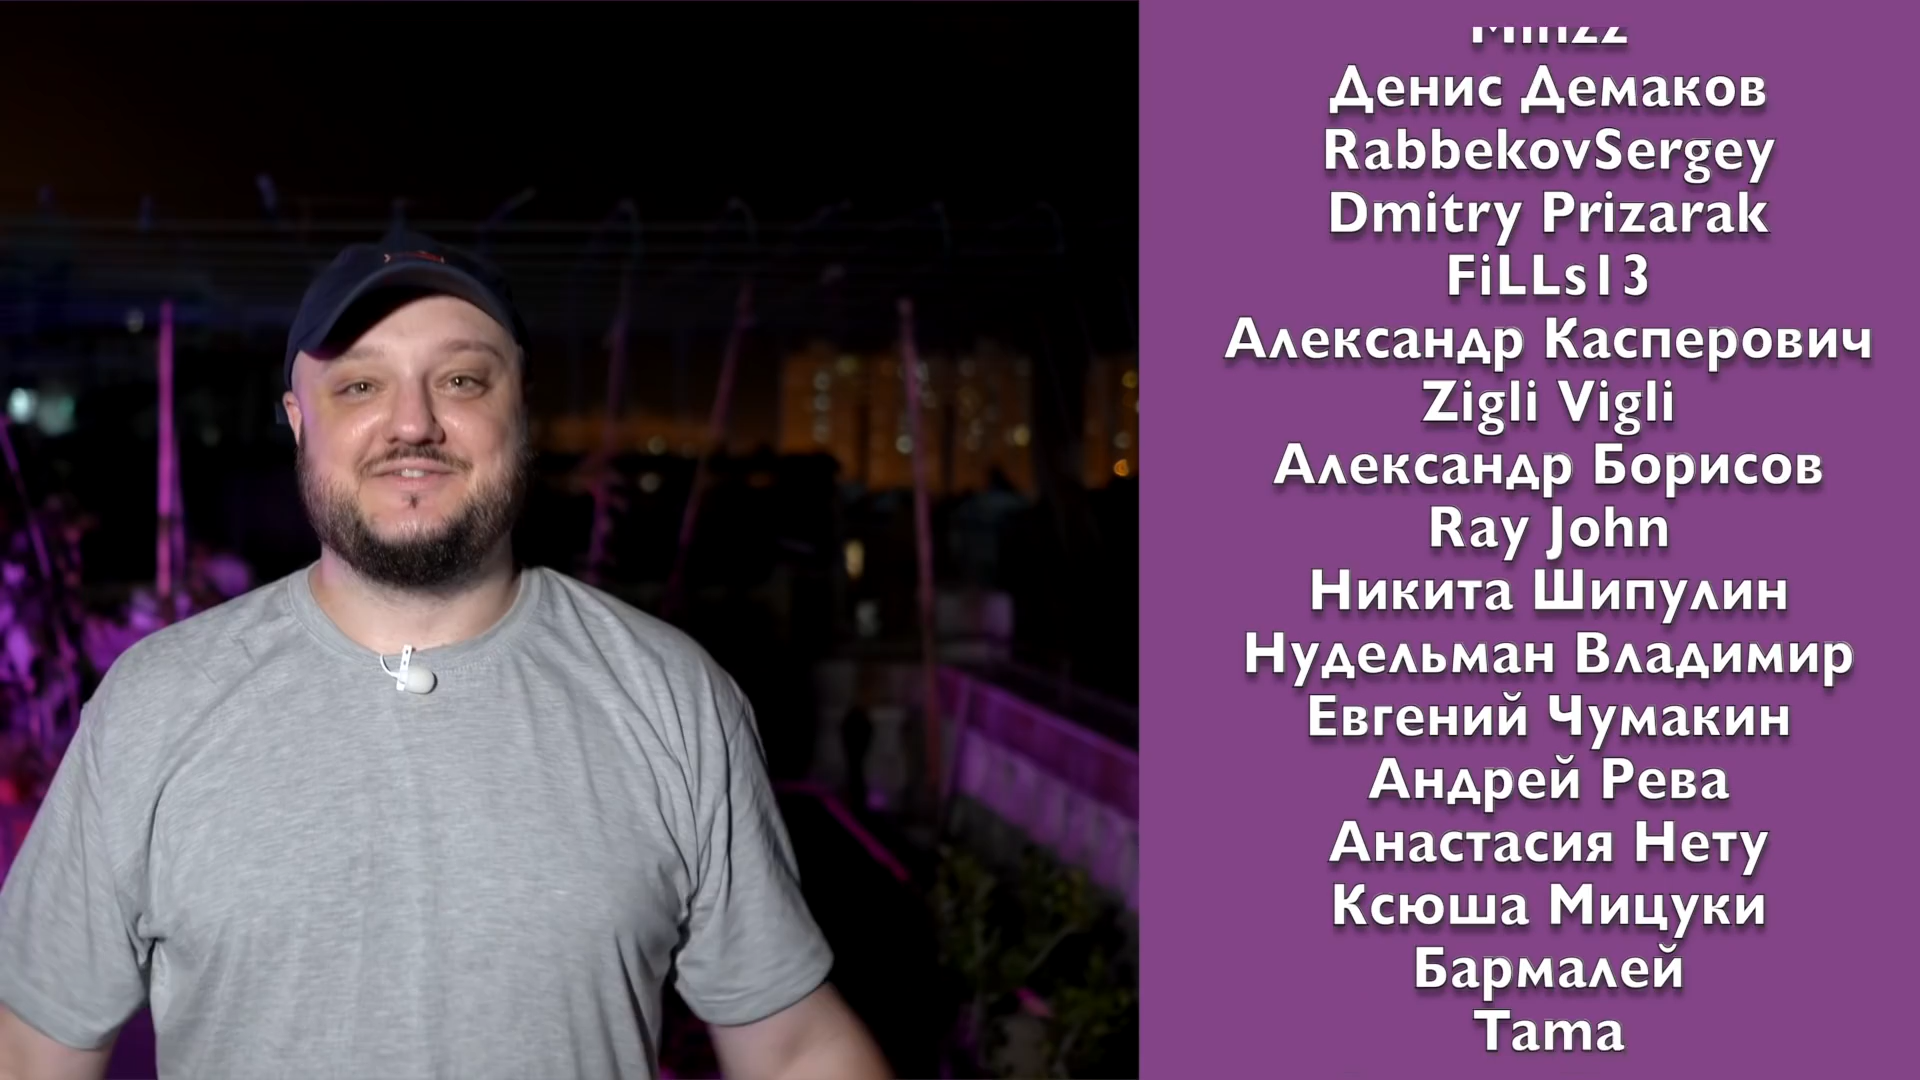 Денис Демаков
RabbekovSergey
Dmitry Prizarak
FiLLs13
Александр Касперович
Zigli Vigli
Александр Борисов
Ray John
Никита Шипулин
Нудельман Владимир
Евгений Чумакин
Андрей Рева
Анастасия Нету
Ксюша Мицуки
Бармалей
Tama